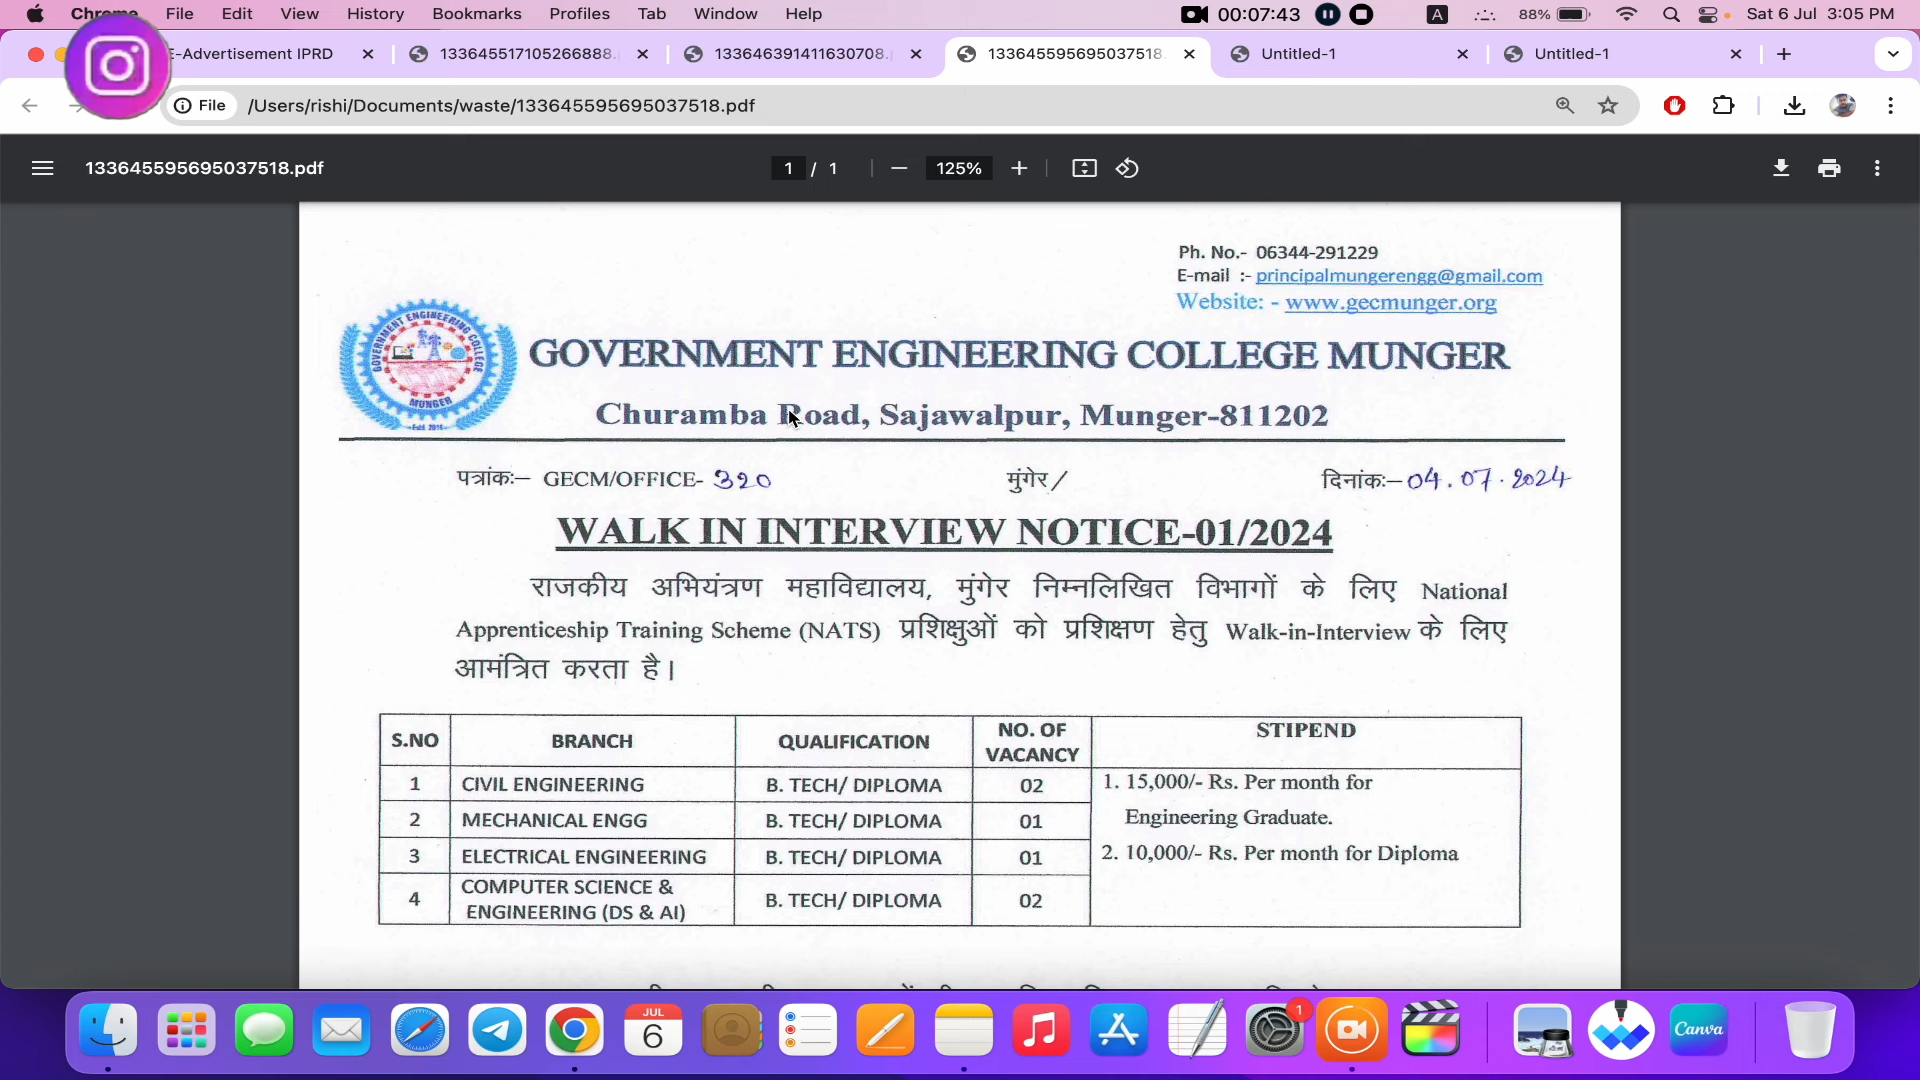 Chrome File Edit View History Bookmarks Profiles Tab Window Help 00:07:43 A 88% Sat 6 Jul 3:05 PM
E-Advertisement IPRD 133645517105266888. 133646391411630708. 133645595695037518. Untitled-1 Untitled-1
File /Users/rishi/Documents/waste/133645595695037518.pdf
133645595695037518.pdf 1 / 1 125%
Ph. No.- 06344-291229
E-mail :- principalmungerengg@gmail.com
Website: - www.gecmunger.org
GOVERNMENT ENGINEERING COLLEGE MUNGER
GOVERNMENT ENGINEERING COLLEGE MUNGER
Churamba Road, Sajawalpur, Munger-811202
पत्रांकः– GECM/OFFICE- 320 मुंगेर/ दिनांकः–04.07.2024
WALK IN INTERVIEW NOTICE-01/2024
राजकीय अभियंत्रण महाविद्यालय, मुंगेर निम्नलिखित विभागों के लिए National
Apprenticeship Training Scheme (NATS) प्रशिक्षुओं को प्रशिक्षण हेतु Walk-in-Interview के लिए
आमंत्रित करता है।
S.NO BRANCH QUALIFICATION NO. OF VACANCY STIPEND
1 CIVIL ENGINEERING B. TECH/ DIPLOMA 02 1. 15,000/- Rs. Per month for
2 MECHANICAL ENGG B. TECH/ DIPLOMA 01 Engineering Graduate.
3 ELECTRICAL ENGINEERING B. TECH/ DIPLOMA 01 2. 10,000/- Rs. Per month for Diploma
4 COMPUTER SCIENCE & ENGINEERING (DS & AI) B. TECH/ DIPLOMA 02
JUL
6
1
Canva